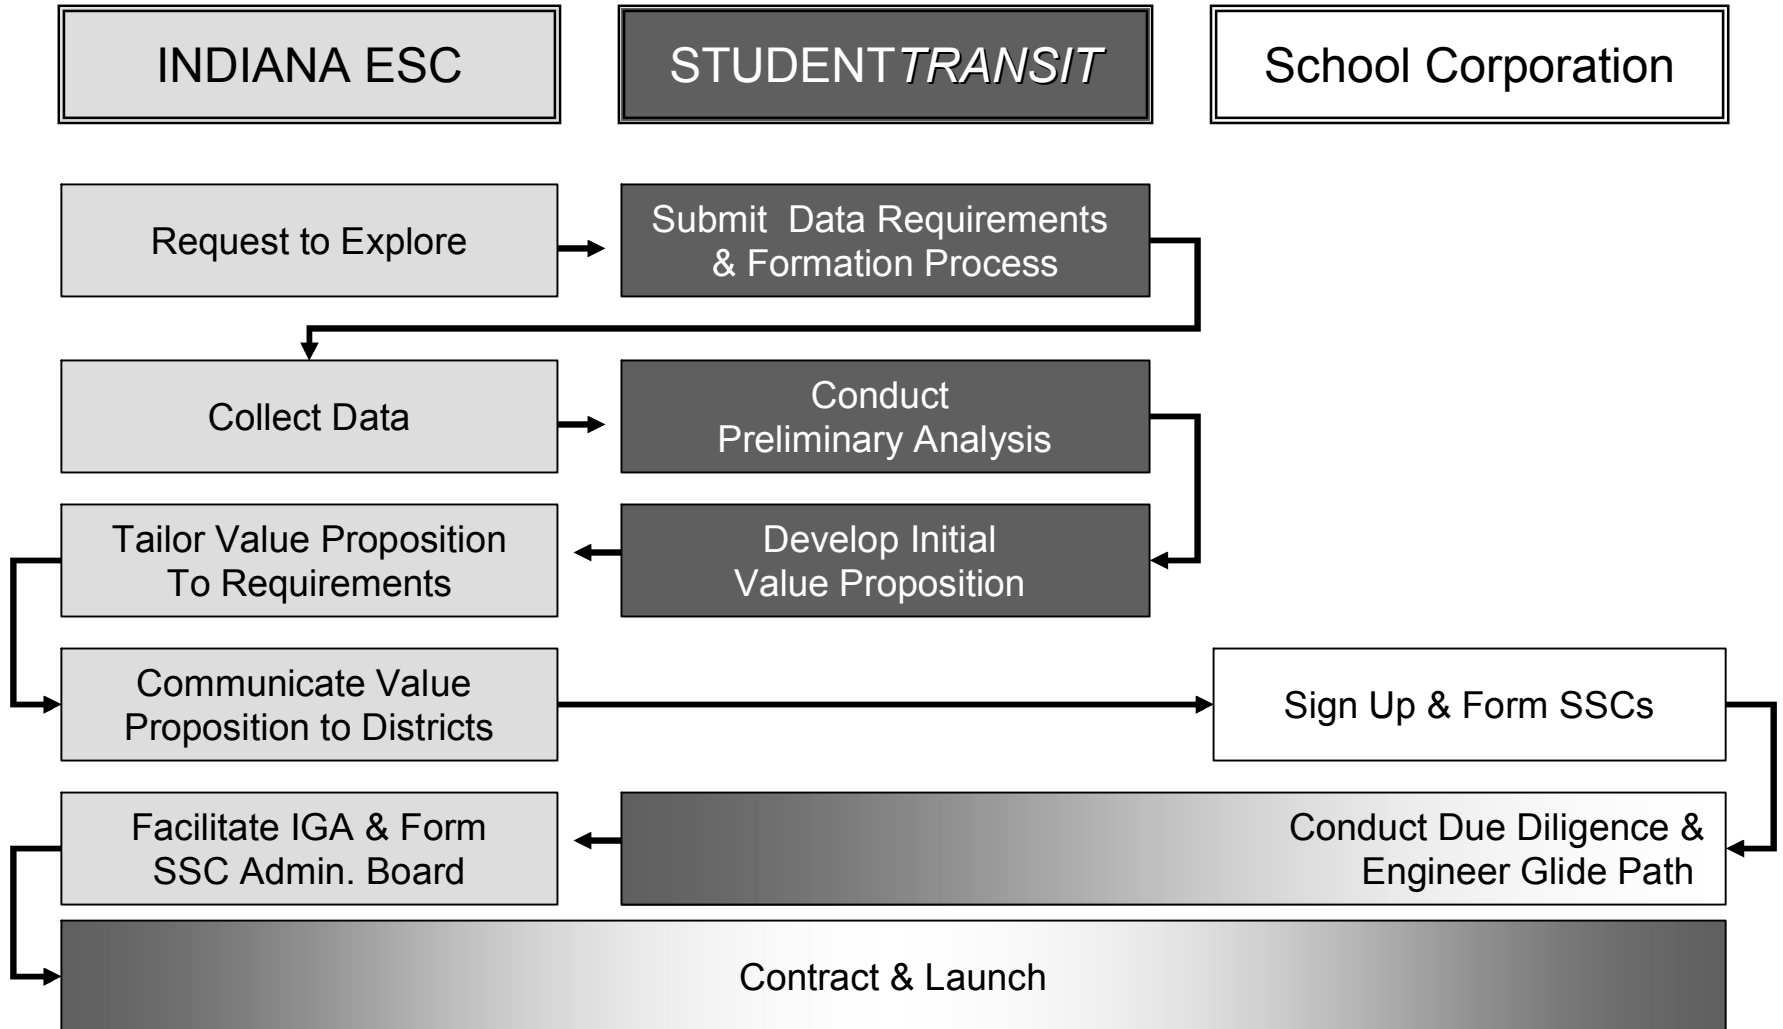 INDIANA ESC
STUDENTTRANSIT
School Corporation
Request to Explore
Submit Data Requirements
& Formation Process
Collect Data
Conduct
Preliminary Analysis
Tailor Value Proposition
To Requirements
Develop Initial
Value Proposition
Communicate Value
Proposition to Districts
Sign Up & Form SSCs
Facilitate IGA & Form
SSC Admin. Board
Conduct Due Diligence &
Engineer Glide Path
Contract & Launch